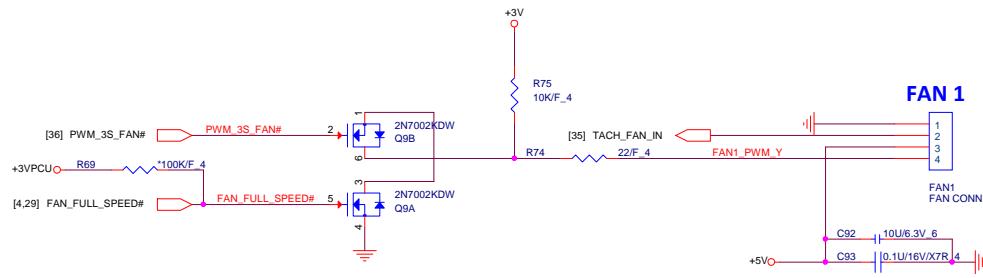 +3V
R75
10K/F_4
FAN 1
1
2N7002KDW
Q9B
[36] PWM_3S_FAN#
PWM_3S_FAN#
2
6
[35] TACH_FAN_IN
R74
22/F_4
FAN1_PWM_Y
1
2
3
4
FAN1
FAN CONN
+3VPCU
R69
*100K/F_4
3
2N7002KDW
Q9A
[4,29] FAN_FULL_SPEED#
FAN_FULL_SPEED#
5
4
C92
10U/6.3V_6
+5V
C93
0.1U/16V/X7R_4